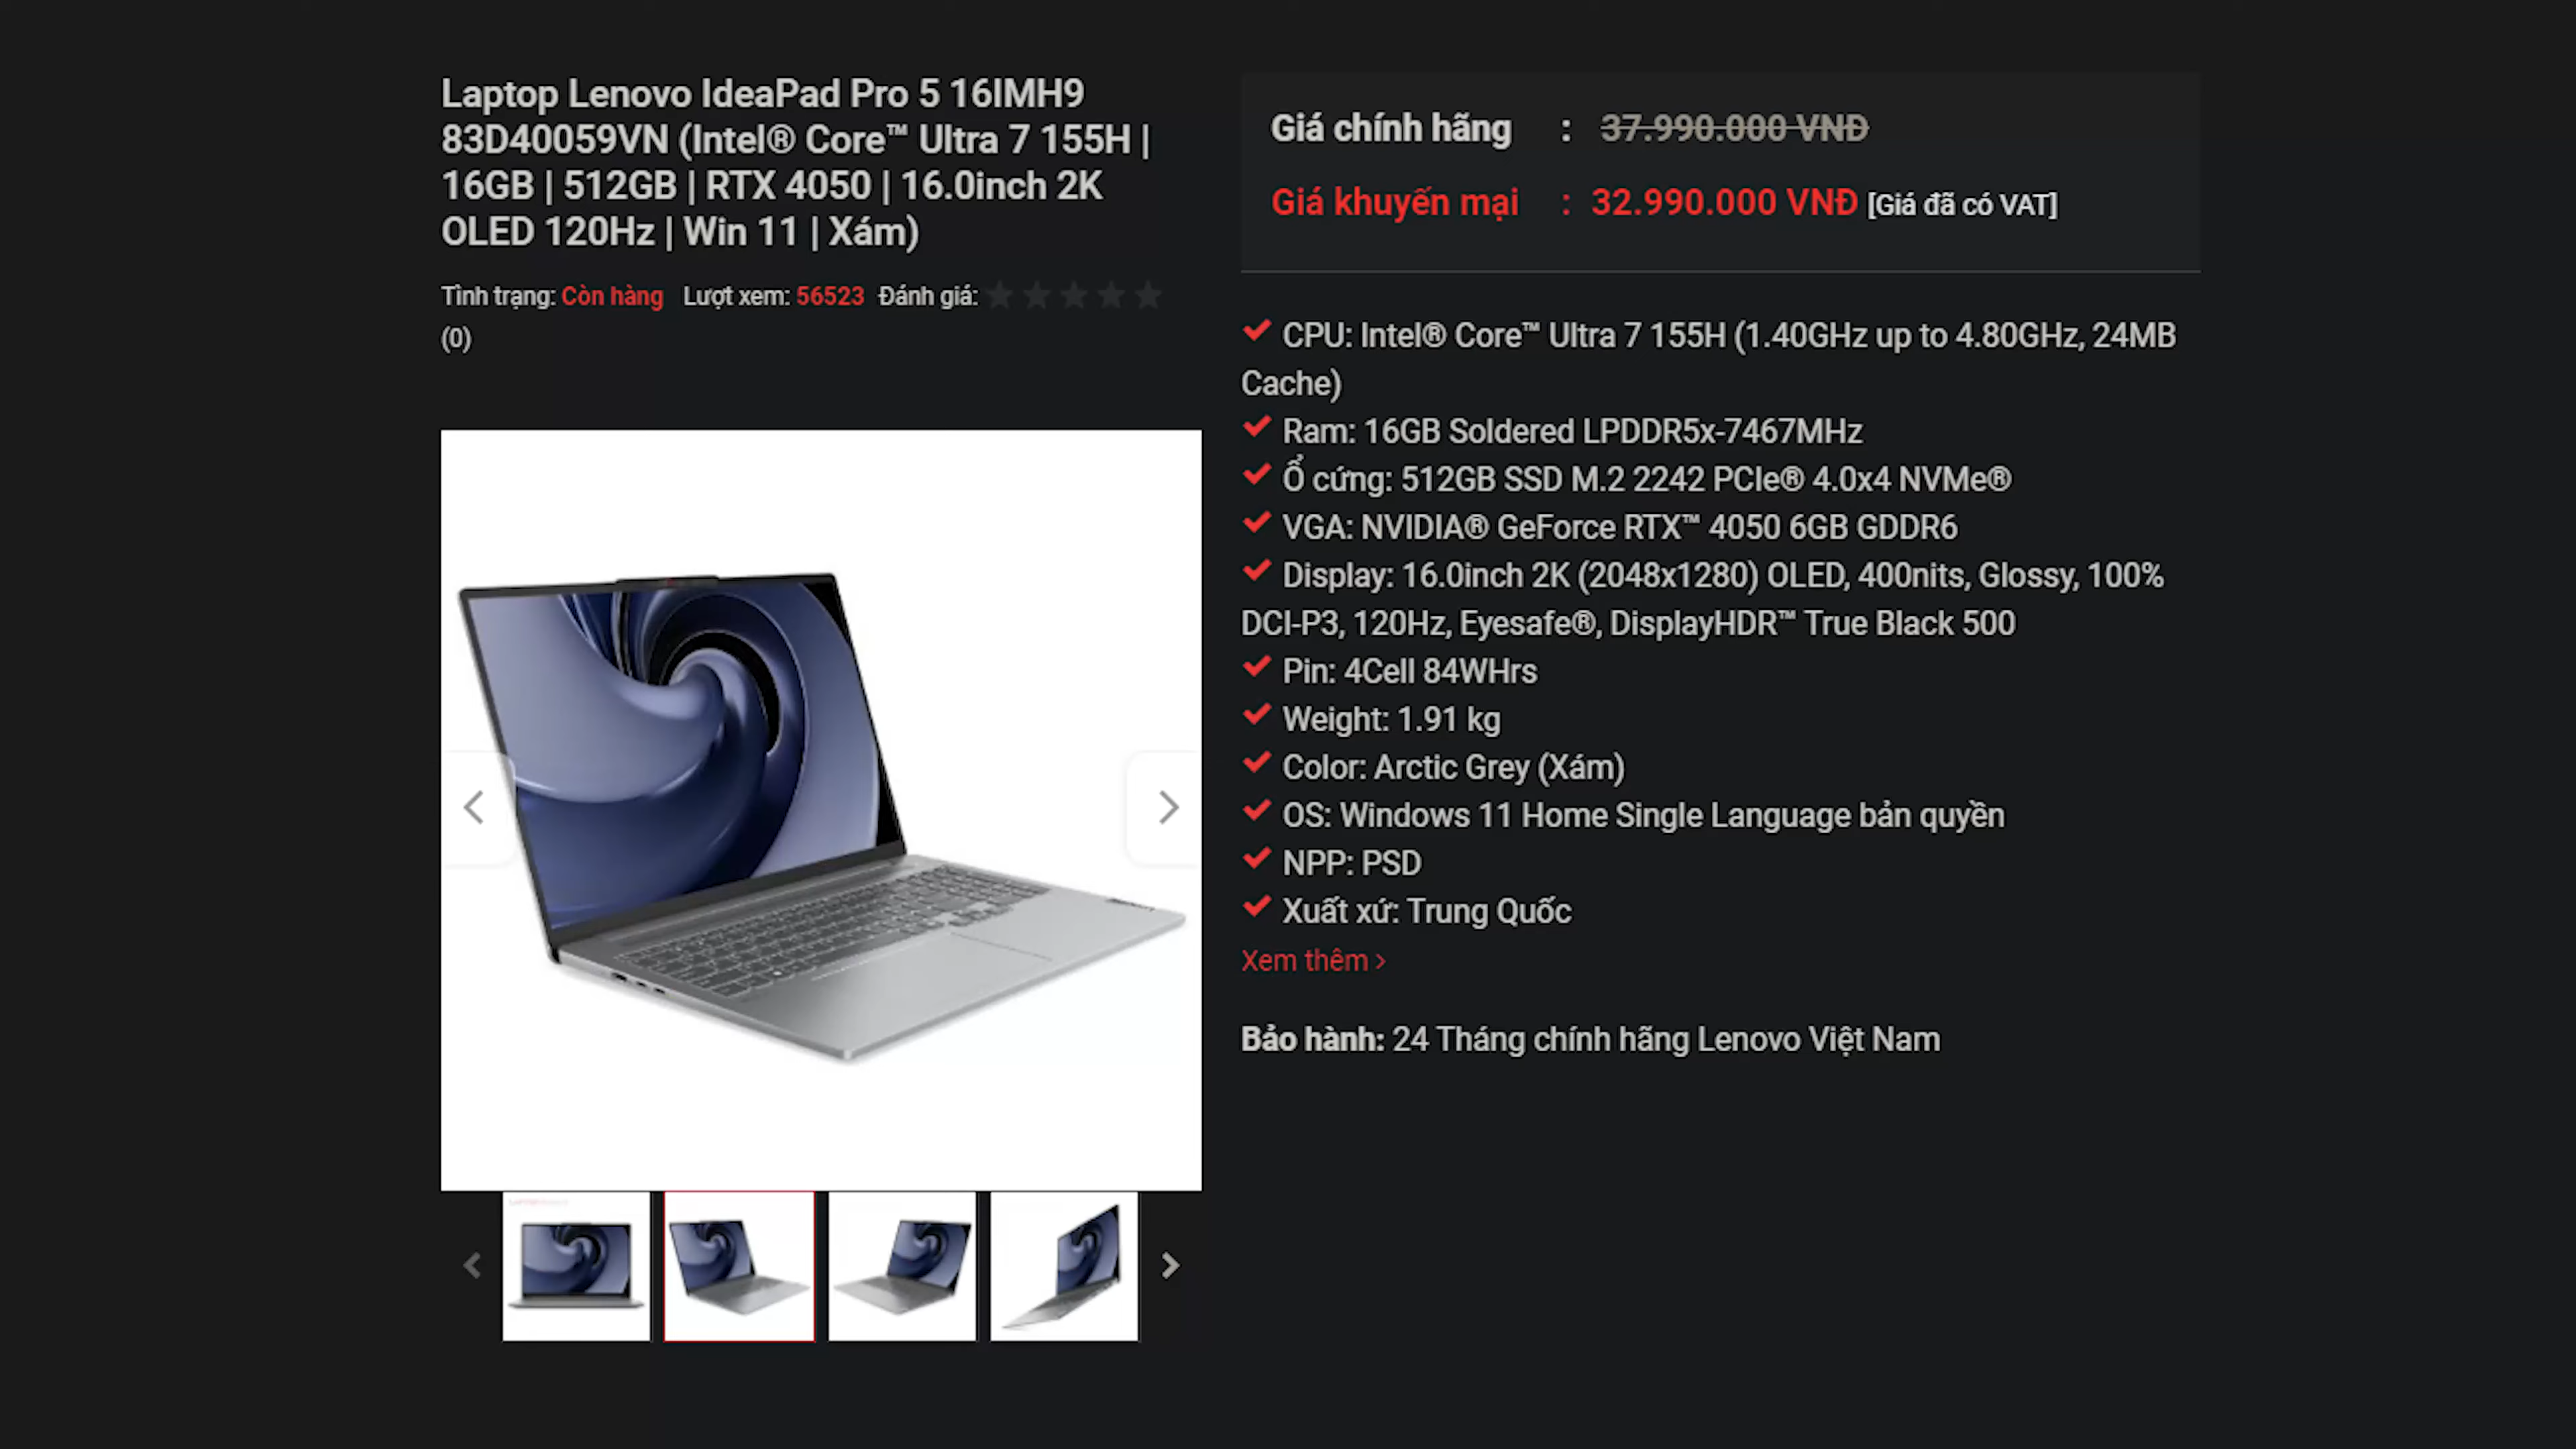 Laptop Lenovo IdeaPad Pro 5 16IMH9
83D40059VN (Intel® Core™ Ultra 7 155H |
16GB | 512GB | RTX 4050 | 16.0inch 2K
OLED 120Hz | Win 11 | Xám)
Tình trạng: Còn hàng Lượt xem: 56523 Đánh giá:
(0)
Giá chính hãng : 37.990.000 VNĐ
Giá khuyến mại : 32.990.000 VNĐ [Giá đã có VAT]
CPU: Intel® Core™ Ultra 7 155H (1.40GHz up to 4.80GHz, 24MB
Cache)
Ram: 16GB Soldered LPDDR5x-7467MHz
Ổ cứng: 512GB SSD M.2 2242 PCIe® 4.0x4 NVMe®
VGA: NVIDIA® GeForce RTX™ 4050 6GB GDDR6
Display: 16.0inch 2K (2048x1280) OLED, 400nits, Glossy, 100%
DCI-P3, 120Hz, Eyesafe®, DisplayHDR™ True Black 500
Pin: 4Cell 84WHrs
Weight: 1.91 kg
Color: Arctic Grey (Xám)
OS: Windows 11 Home Single Language bản quyền
NPP: PSD
Xuất xứ: Trung Quốc
Xem thêm >
Bảo hành: 24 Tháng chính hãng Lenovo Việt Nam